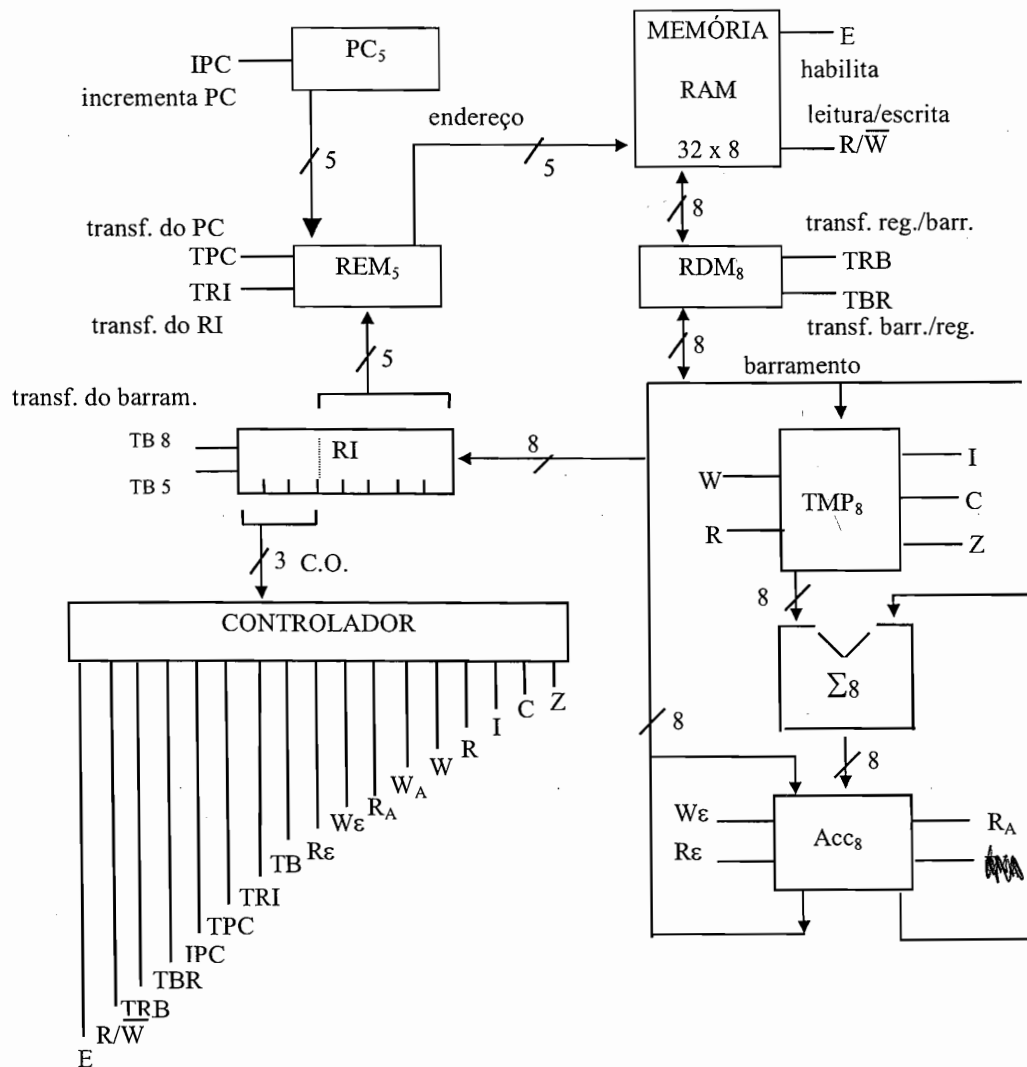 IPC
incrementa PC
PC₅
MEMÓRIA
RAM
32 x 8
E
habilita
leitura/escrita
R/W̅
endereço
5
5
8
transf. do PC
TPC
TRI
transf. do RI
REM₅
RDM₈
transf. reg./barr.
TRB
TBR
transf. barr./reg.
5
8
barramento
transf. do barram.
TB 8
TB 5
RI
8
3 C.O.
W
R
TMP₈
I
C
Z
8
CONTROLADOR
Σ8
8
8
E
R/W̅
TRB
TBR
IPC
TPC
TRI
TB
Rε
Wε
R_A
W_A
W
R
I
C
Z
Wε
Rε
Acc₈
R_A